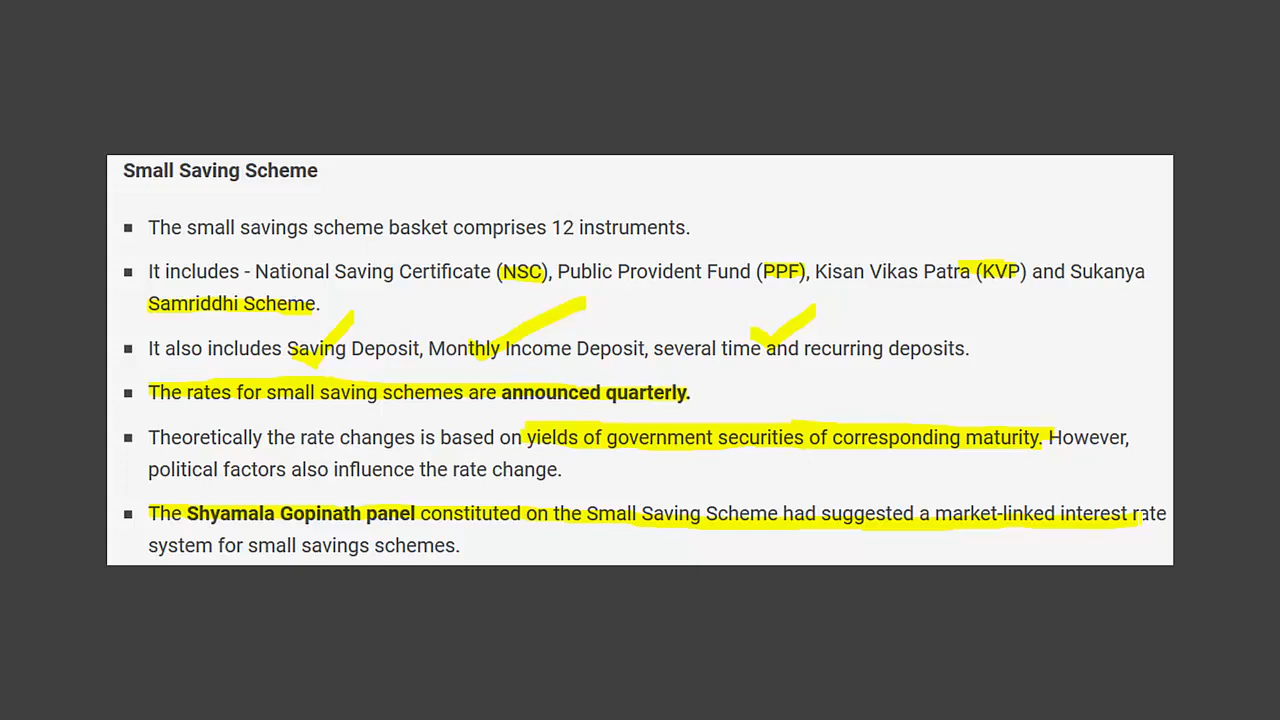 Small Saving Scheme
▪ The small savings scheme basket comprises 12 instruments.
▪ It includes - National Saving Certificate (NSC), Public Provident Fund (PPF), Kisan Vikas Patra (KVP) and Sukanya
Samriddhi Scheme.
▪ It also includes Saving Deposit, Monthly Income Deposit, several time and recurring deposits.
▪ The rates for small saving schemes are announced quarterly.
▪ Theoretically the rate changes is based on yields of government securities of corresponding maturity. However,
political factors also influence the rate change.
▪ The Shyamala Gopinath panel constituted on the Small Saving Scheme had suggested a market-linked interest rate
system for small savings schemes.